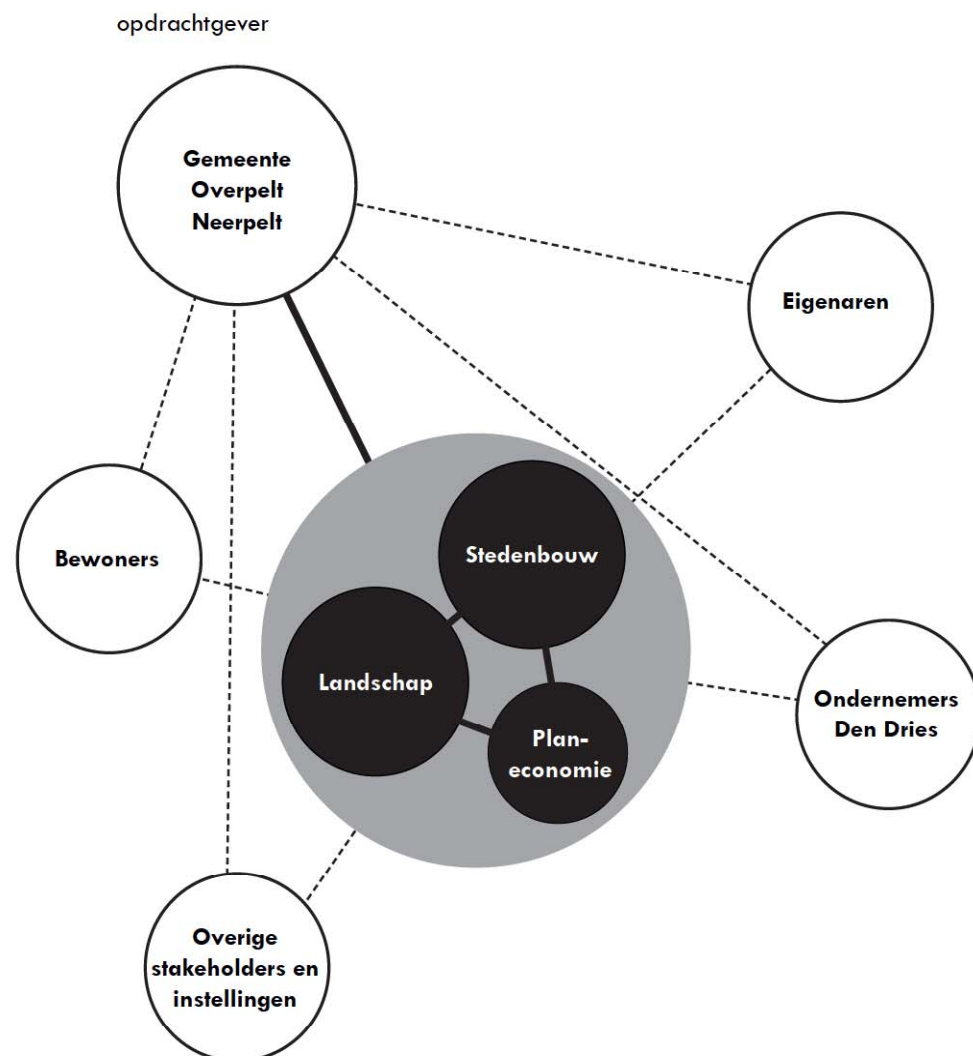 opdrachtgever
Gemeente
Overpelt
Neerpelt
Eigenaren
Bewoners
Stedenbouw
Landschap
Plan-
economie
Ondernemers
Den Dries
Overige
stakeholders en
instellingen